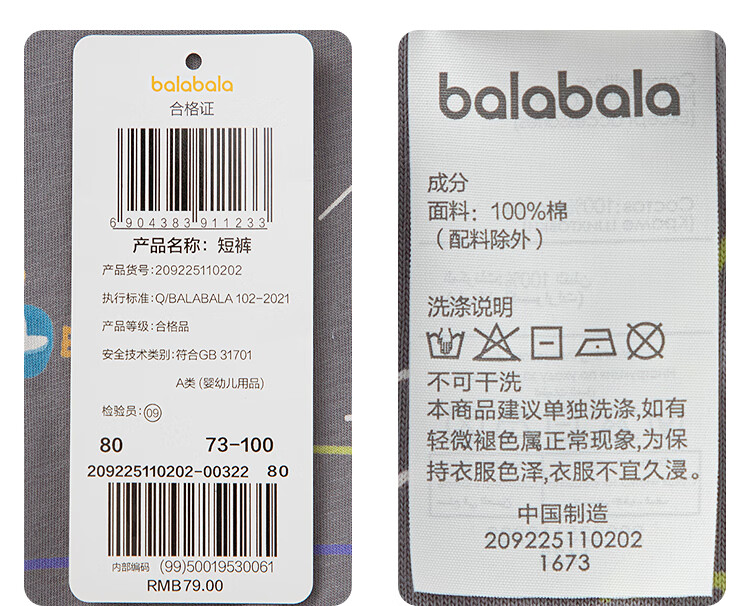 balabala
合格证
6 904383 911233
产品名称：短裤
产品货号:209225110202
执行标准:Q/BALABALA 102-2021
产品等级:合格品
安全技术类别:符合GB 31701
A类 (婴幼儿用品)
检验员:09
80 73-100
209225110202-00322 80
内部编码 (99)50019530061
RMB79.00
balabala
成分
面料：100%棉
（配料除外）
洗涤说明
不可干洗
本商品建议单独洗涤,如有
轻微褪色属正常现象,为保
持衣服色泽,衣服不宜久浸。
中国制造
209225110202
1673